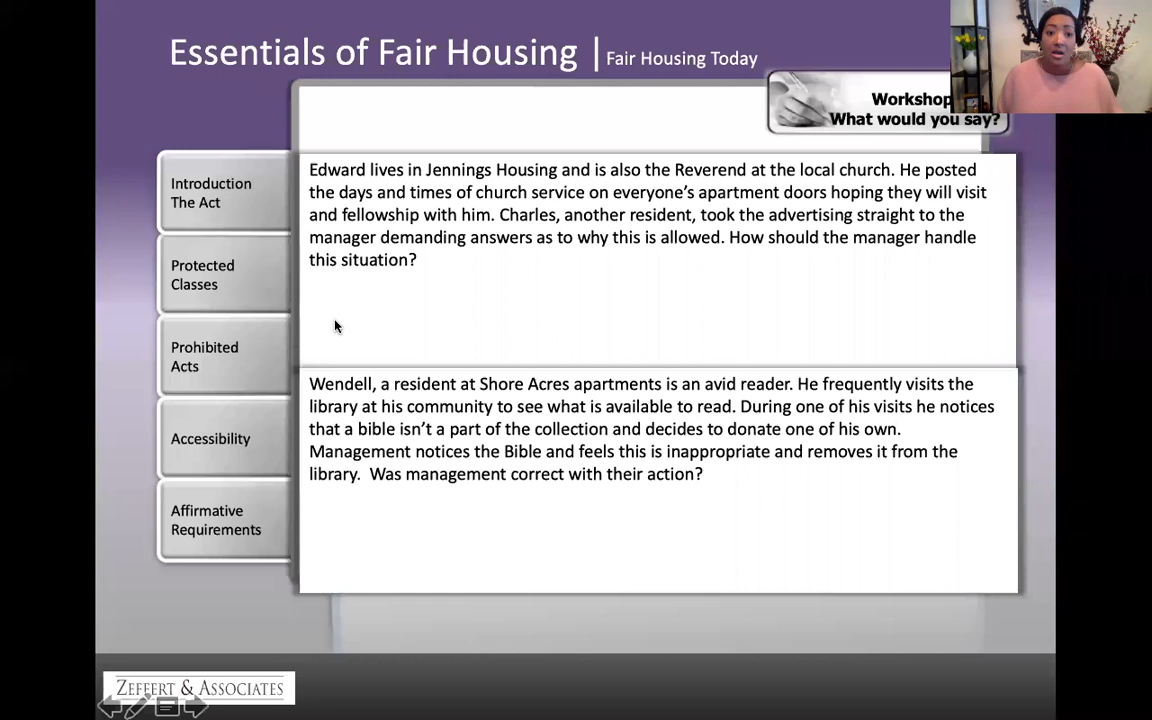 Essentials of Fair Housing | Fair Housing Today
Workshop
What would you say?
Introduction
The Act
Protected
Classes
Prohibited
Acts
Accessibility
Affirmative
Requirements
Edward lives in Jennings Housing and is also the Reverend at the local church. He posted
the days and times of church service on everyone’s apartment doors hoping they will visit
and fellowship with him. Charles, another resident, took the advertising straight to the
manager demanding answers as to why this is allowed. How should the manager handle
this situation?
Wendell, a resident at Shore Acres apartments is an avid reader. He frequently visits the
library at his community to see what is available to read. During one of his visits he notices
that a bible isn’t a part of the collection and decides to donate one of his own.
Management notices the Bible and feels this is inappropriate and removes it from the
library.  Was management correct with their action?
Zeffert & Associates